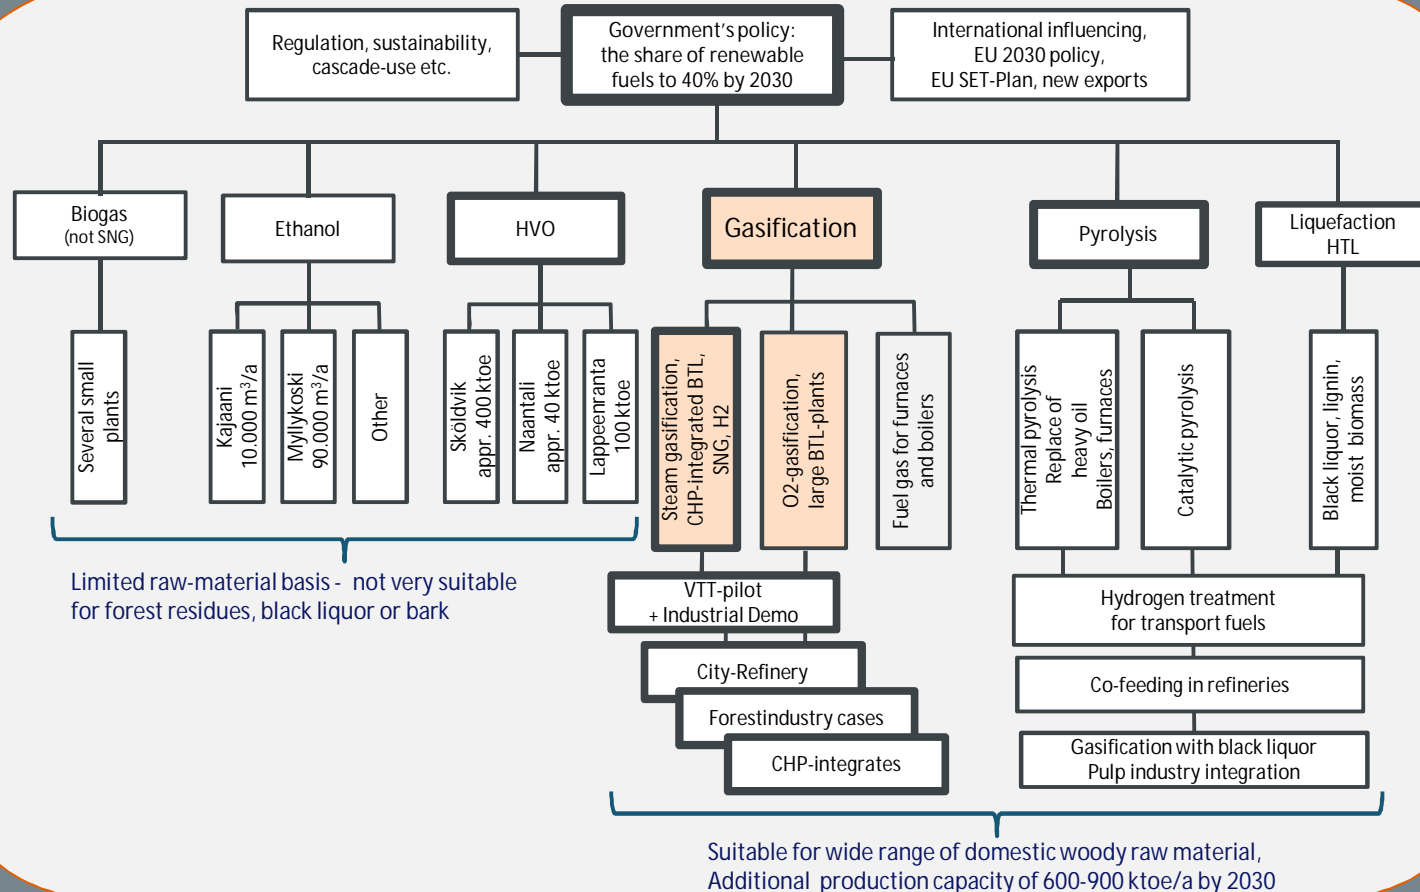 Regulation, sustainability,
cascade-use etc.
Government's policy:
the share of renewable
fuels to 40% by 2030
International influencing,
EU 2030 policy,
EU SET-Plan, new exports
Biogas
(not SNG)
Ethanol
HVO
Gasification
Pyrolysis
Liquefaction
HTL
Several small
plants
Kajaani
10.000 m³/a
Myllykoski
90.000 m³/a
Other
Sköldvik
appr. 400 ktoe
Naantali
appr. 40 ktoe
Lappeenranta
100 ktoe
Steam gasification,
CHP-integrated BTL,
SNG, H2
O2-gasification,
large BTL-plants
Fuel gas for furnaces
and boilers
Thermal pyrolysis
Replace of
heavy oil
Boilers, furnaces
Catalytic pyrolysis
Black liquor, lignin,
moist biomass
Limited raw-material basis - not very suitable
for forest residues, black liquor or bark
VTT-pilot
+ Industrial Demo
City-Refinery
Forestindustry cases
CHP-integrates
Hydrogen treatment
for transport fuels
Co-feeding in refineries
Gasification with black liquor
Pulp industry integration
Suitable for wide range of domestic woody raw material,
Additional production capacity of 600-900 ktoe/a by 2030